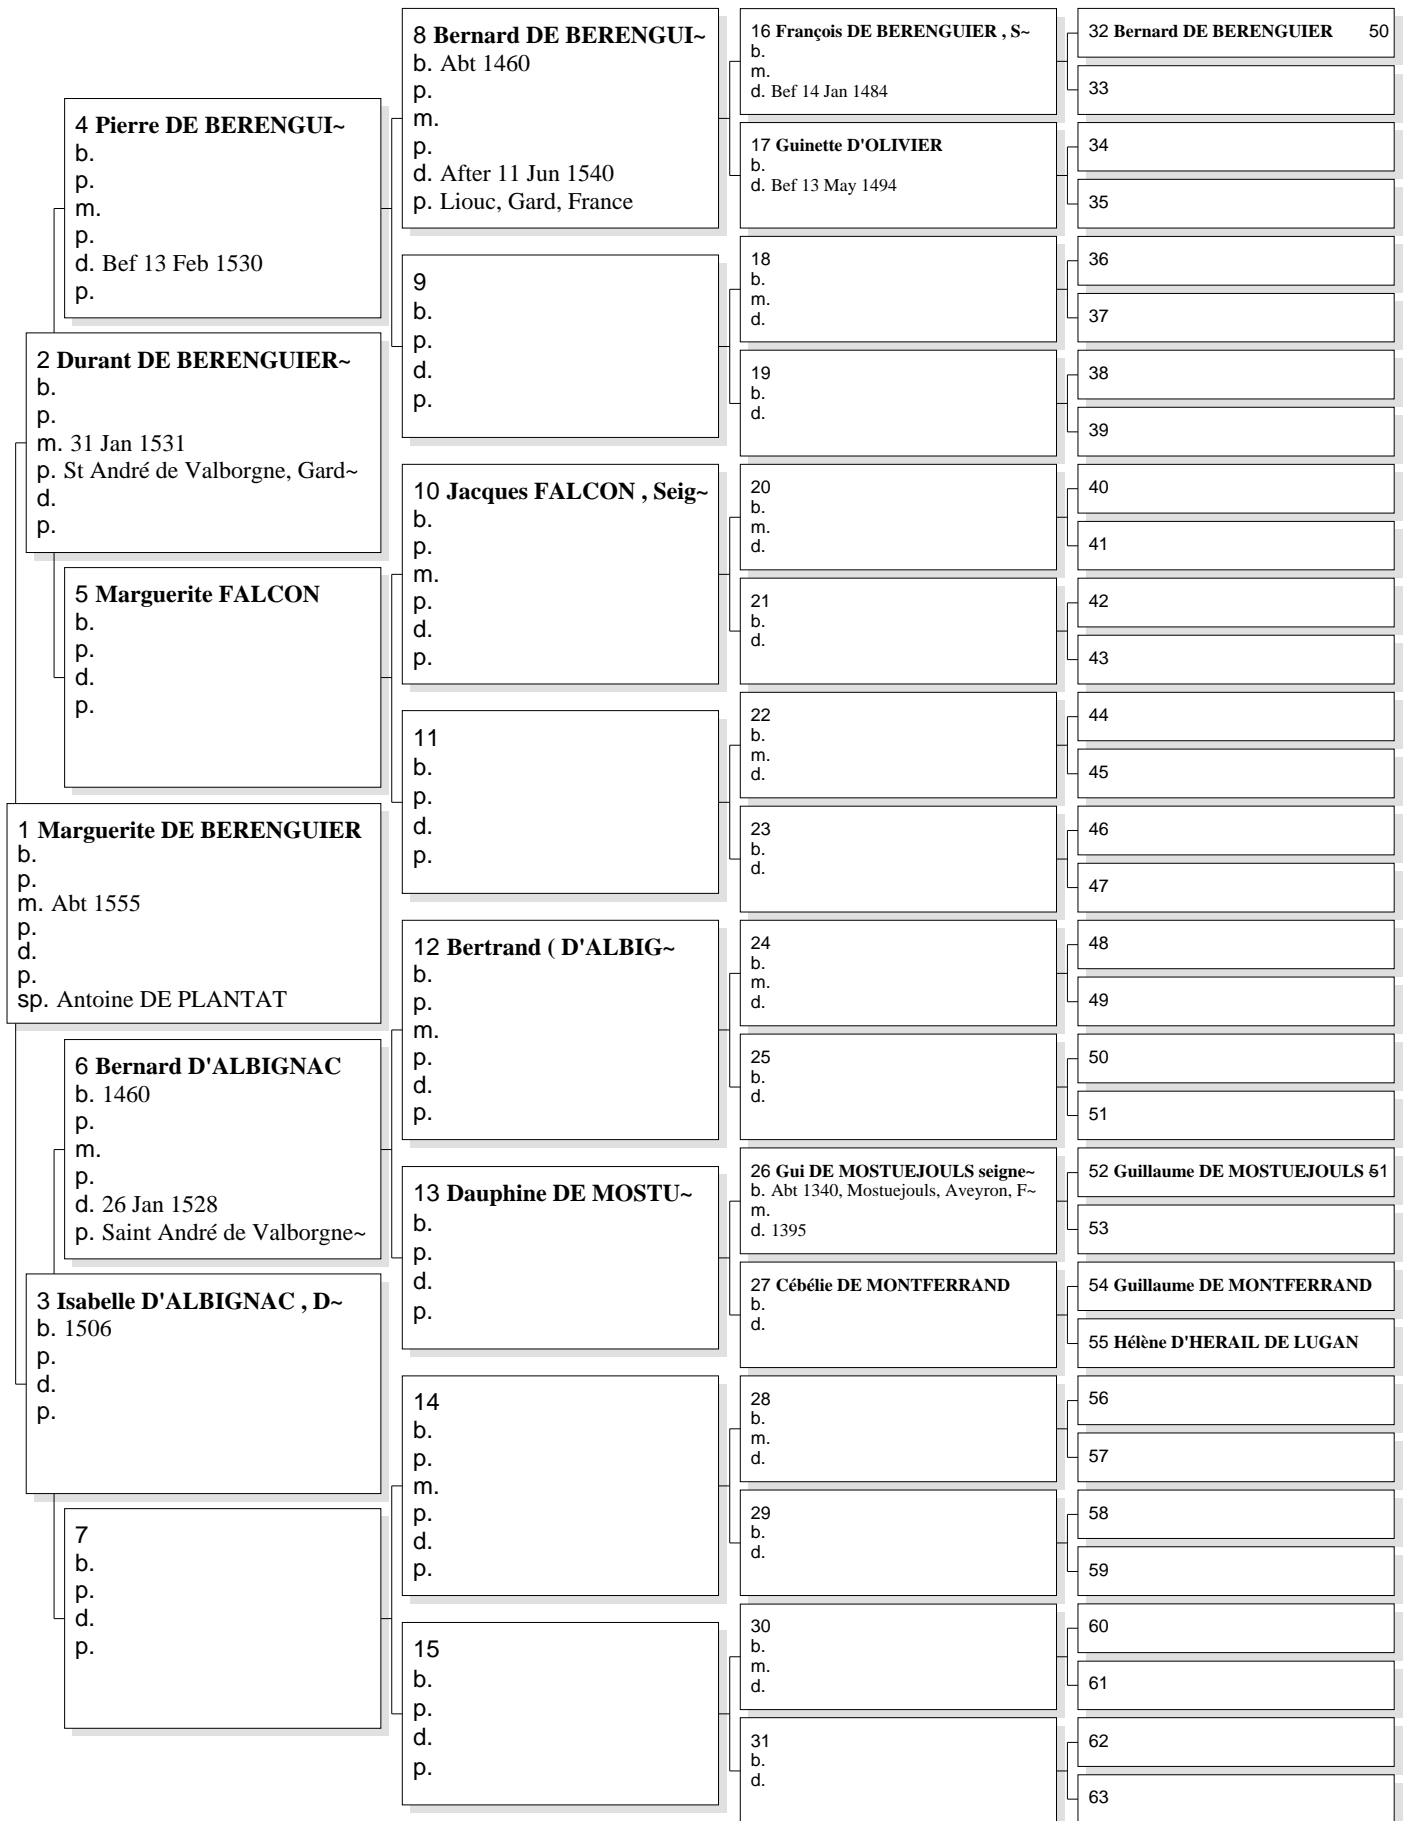 4 Pierre DE BERENGUI~
b.
p.
m.
p.
d. Bef 13 Feb 1530
p.
2 Durant DE BERENGUIER~
b.
p.
m. 31 Jan 1531
p. St André de Valborgne, Gard~
d.
p.
5 Marguerite FALCON
b.
p.
d.
p.
1 Marguerite DE BERENGUIER
b.
p.
m. Abt 1555
p.
d.
p.
sp. Antoine DE PLANTAT
6 Bernard D'ALBIGNAC
b. 1460
p.
m.
p.
d. 26 Jan 1528
p. Saint André de Valborgne~
3 Isabelle D'ALBIGNAC , D~
b. 1506
p.
d.
p.
7
b.
p.
d.
p.
8 Bernard DE BERENGUI~
b. Abt 1460
p.
m.
p.
d. After 11 Jun 1540
p. Liouc, Gard, France
9
b.
p.
d.
p.
10 Jacques FALCON , Seig~
b.
p.
m.
p.
d.
p.
11
b.
p.
d.
p.
12 Bertrand ( D'ALBIG~
b.
p.
m.
p.
d.
p.
13 Dauphine DE MOSTU~
b.
p.
d.
p.
14
b.
p.
m.
p.
d.
p.
15
b.
p.
d.
p.
16 François DE BERENGUIER , S~
b.
m.
d. Bef 14 Jan 1484
17 Guinette D'OLIVIER
b.
d. Bef 13 May 1494
18
b.
m.
d.
19
b.
d.
20
b.
m.
d.
21
b.
d.
22
b.
m.
d.
23
b.
d.
24
b.
m.
d.
25
b.
d.
26 Gui DE MOSTUEJOULS seigne~
b. Abt 1340, Mostuejouls, Aveyron, F~
m.
d. 1395
27 Cébélie DE MONTFERRAND
b.
d.
28
b.
m.
d.
29
b.
d.
30
b.
m.
d.
31
b.
d.
32 Bernard DE BERENGUIER 50
33
34
35
36
37
38
39
40
41
42
43
44
45
46
47
48
49
50
51
52 Guillaume DE MOSTUEJOULS 51
53
54 Guillaume DE MONTFERRAND
55 Hélène D'HERAIL DE LUGAN
56
57
58
59
60
61
62
63